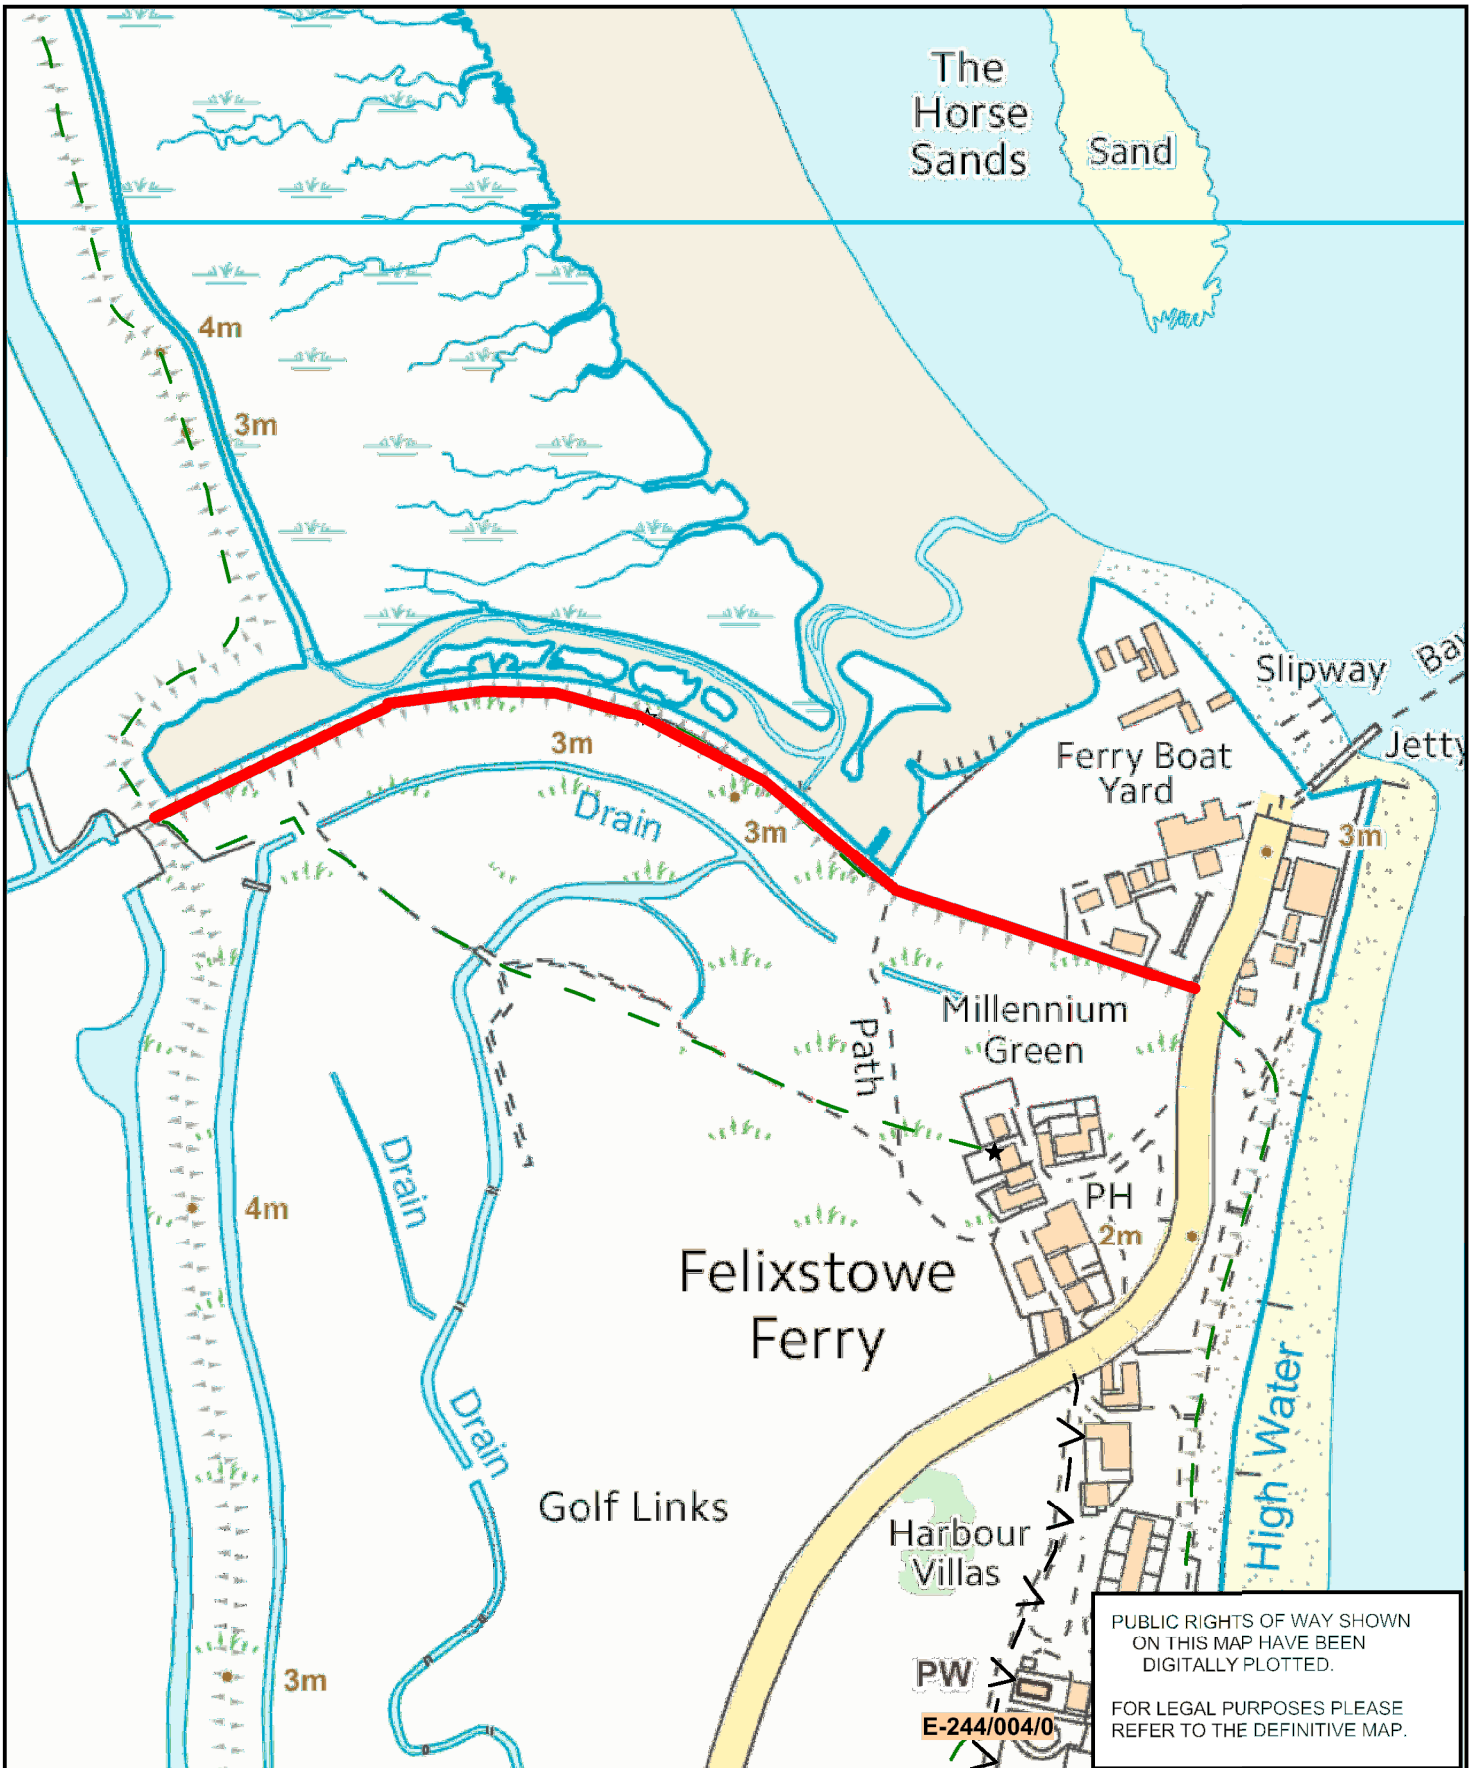 The
Horse
Sands
Sand
4m
3m
Slipway
Jetty
Ferry Boat
Yard
3m
Drain
3m
3m
Millennium
Green
Path
Drain
4m
PH
2m
Felixstowe
Ferry
Drain
High Water
Golf Links
Harbour
Villas
3m
PW
E-244/004/0
PUBLIC RIGHTS OF WAY SHOWN
ON THIS MAP HAVE BEEN
DIGITALLY PLOTTED.
FOR LEGAL PURPOSES PLEASE
REFER TO THE DEFINITIVE MAP.